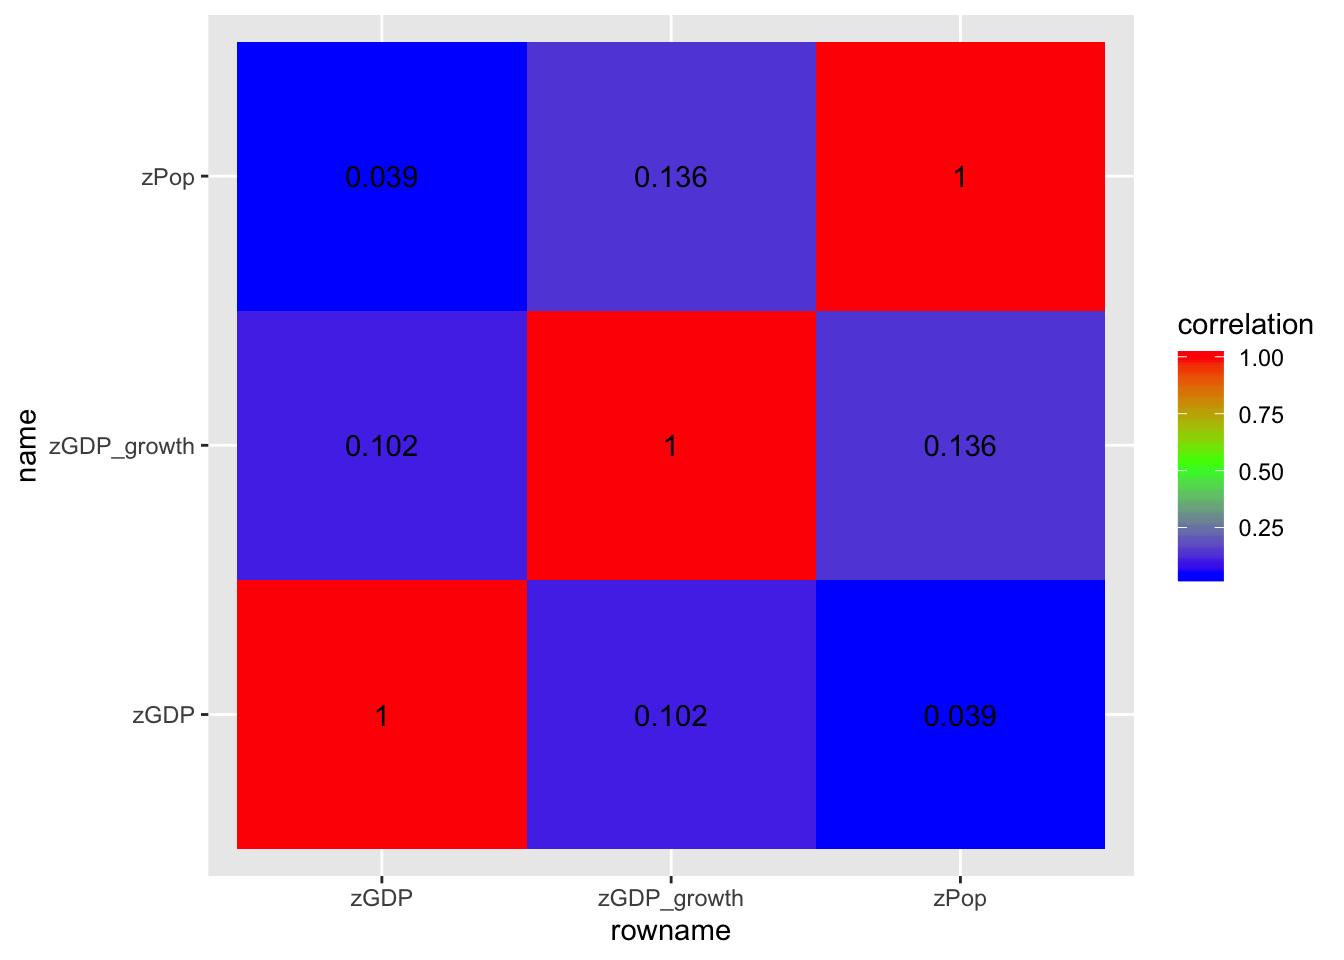 zPop
0.039
0.136
1
zGDP_growth
0.102
1
0.136
zGDP
1
0.102
0.039
zGDP
zGDP_growth
zPop
rowname
name
correlation
1.00
0.75
0.50
0.25